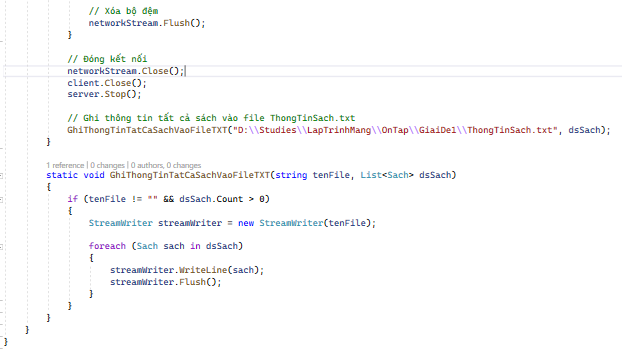 // Xóa bộ đệm
networkStream.Flush();
}
// Đóng kết nối
networkStream.Close();
client.Close();
server.Stop();
// Ghi thông tin tất cả sách vào file ThongTinSach.txt
GhiThongTinTatCaSachVaoFileTXT("D:\\Studies\\LapTrinhMang\\OnTap\\GiaiDe1\\ThongTinSach.txt", dsSach);
}
1 reference | 0 changes | 0 authors, 0 changes
static void GhiThongTinTatCaSachVaoFileTXT(string tenFile, List<Sach> dsSach)
{
if (tenFile != "" && dsSach.Count > 0)
{
StreamWriter streamWriter = new StreamWriter(tenFile);
foreach (Sach sach in dsSach)
{
streamWriter.WriteLine(sach);
streamWriter.Flush();
}
}
}
}
}